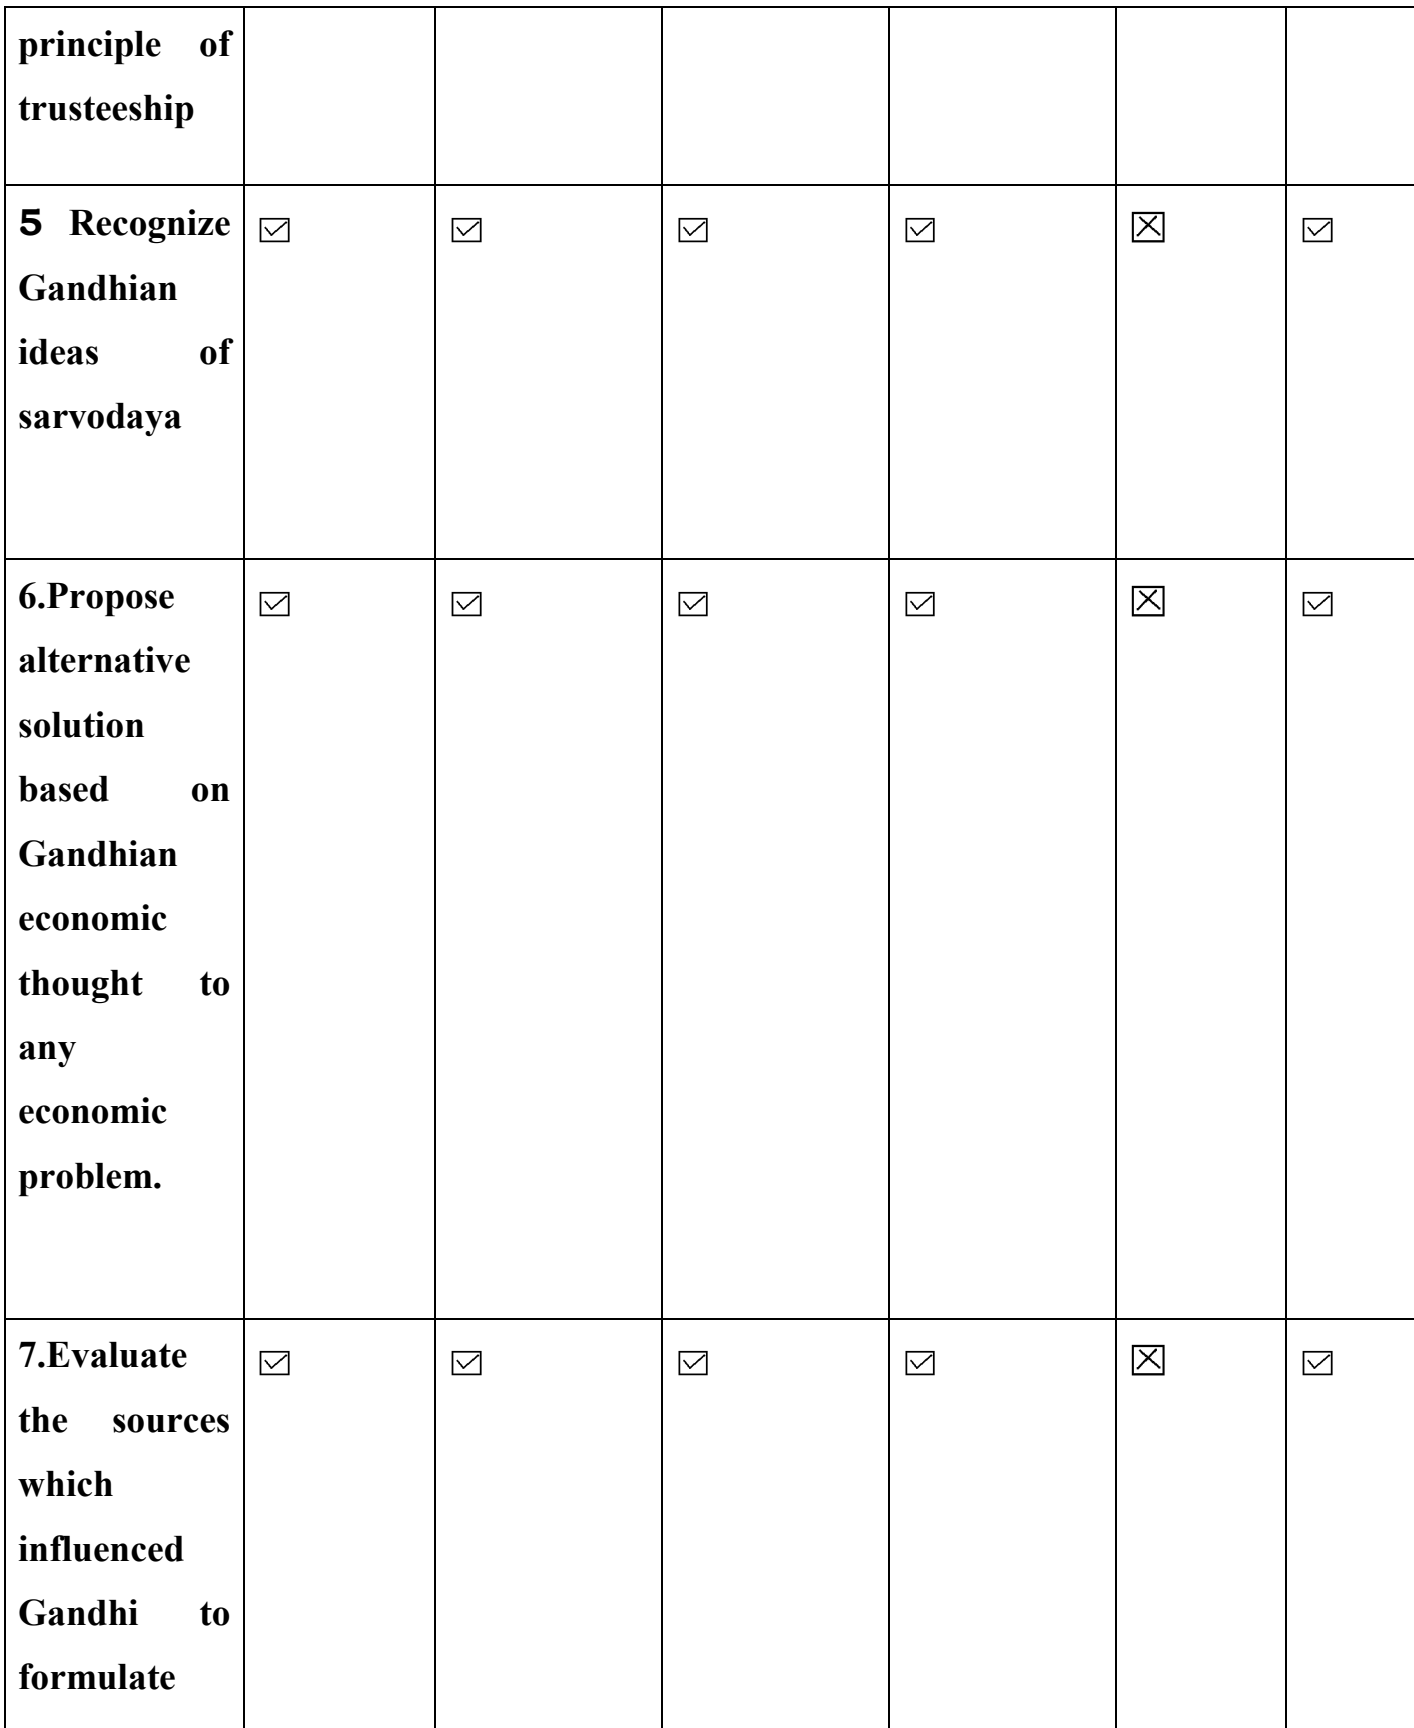 principle of
trusteeship
5 Recognize ☑ ☑ ☑ ☑ ☒ ☑
Gandhian
ideas of
sarvodaya
6.Propose ☑ ☑ ☑ ☑ ☒ ☑
alternative
solution
based on
Gandhian
economic
thought to
any
economic
problem.
7.Evaluate ☑ ☑ ☑ ☑ ☒ ☑
the sources
which
influenced
Gandhi to
formulate